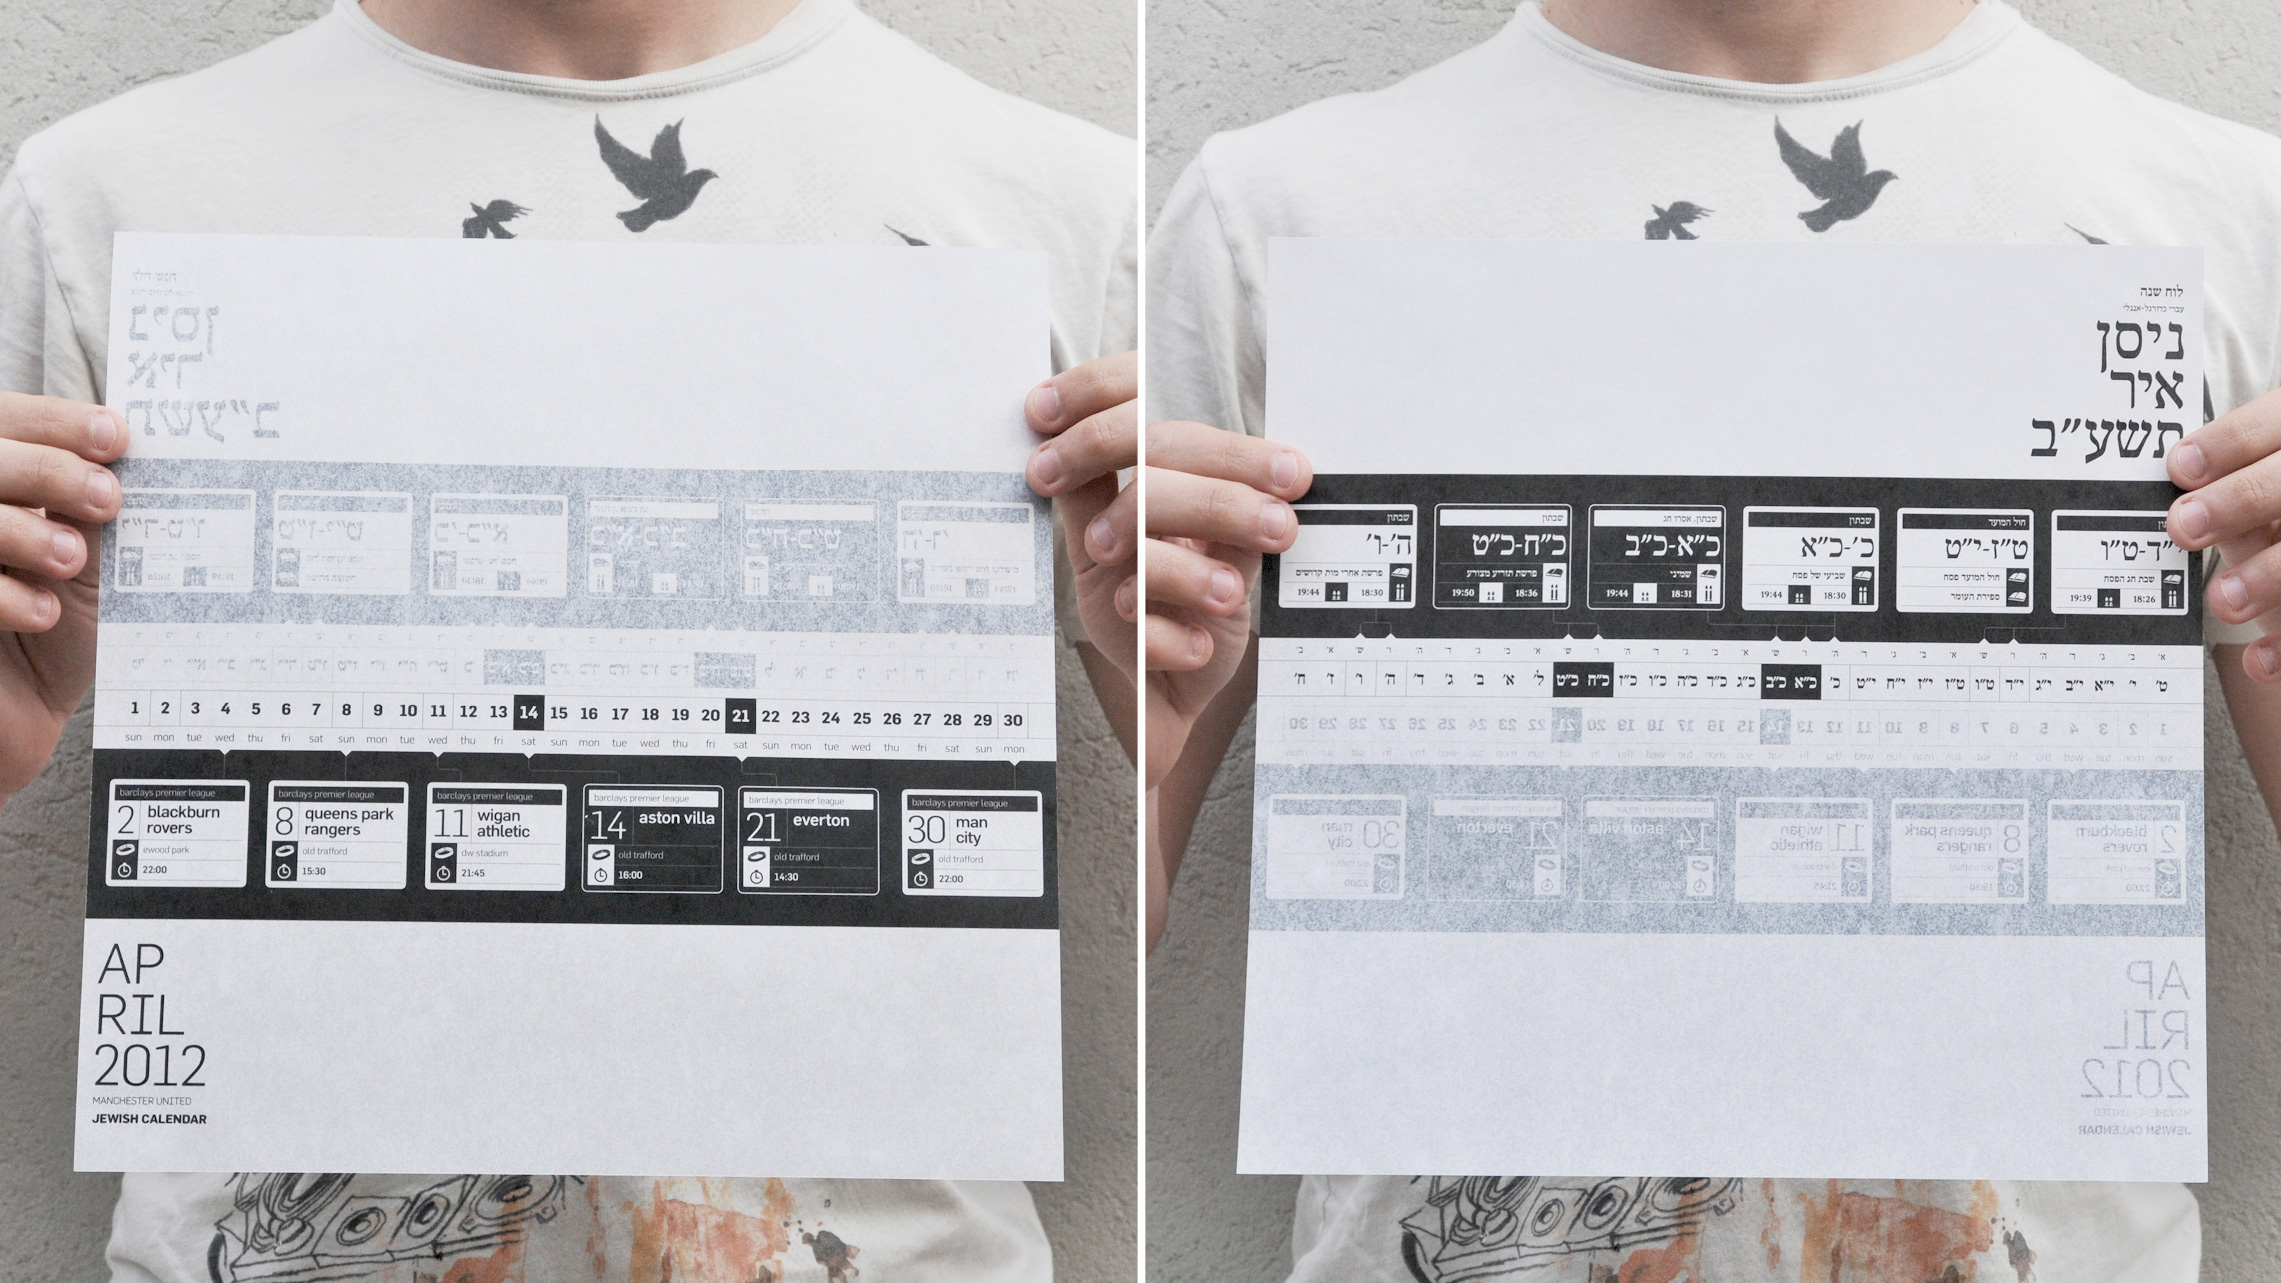 1 2 3 4 5 6 7 8 9 10 11 12 13 14 15 16 17 18 19 20 21 22 23 24 25 26 27 28 29 30
sun mon tue wed thu fri sat sun mon tue wed thu fri sat sun mon tue wed thu fri sat sun mon tue wed thu fri sat sun mon
barclays premier league
2 blackburn
rovers
ewood park
22:00
barclays premier league
8 queens park
rangers
old trafford
15:30
barclays premier league
11 wigan
athletic
dw stadium
21:45
barclays premier league
14 aston villa
old trafford
16:00
barclays premier league
21 everton
old trafford
14:30
barclays premier league
30 man
city
old trafford
22:00
AP
RIL
2012
MANCHESTER UNITED
JEWISH CALENDAR
לוח שנה
ניסן
איר
תשע״ב
י״ד-ט״ו
שבת חג הפסח
18:26 19:39
חול המועד
ט״ז-י״ט
חול המועד פסח
ספירת העומר
שבתון
כ׳-כ״א
שביעי של פסח
18:30 19:44
שבתון, אסרו חג
כ״א-כ״ב
שמיני
18:31 19:44
שבתון
כ״ח-כ״ט
פרשת תזריע מצורע
18:36 19:50
שבתון
ה׳-ו׳
פרשת אחרי מות קדושים
18:30 19:44
א׳ ב׳ ג׳ ד׳ ה׳ ו׳ ש׳ א׳ ב׳ ג׳ ד׳ ה׳ ו׳ ש׳ א׳ ב׳ ג׳ ד׳ ה׳ ו׳ ש׳ א׳ ב׳ ג׳ ד׳ ה׳ ו׳ ש׳ א׳ ב׳
ט׳ י׳ י״א י״ב י״ג י״ד ט״ו ט״ז י״ז י״ח י״ט כ׳ כ״א כ״ב כ״ג כ״ד כ״ה כ״ו כ״ז כ״ח כ״ט ל׳ א׳ ב׳ ג׳ ד׳ ה׳ ו׳ ז׳ ח׳